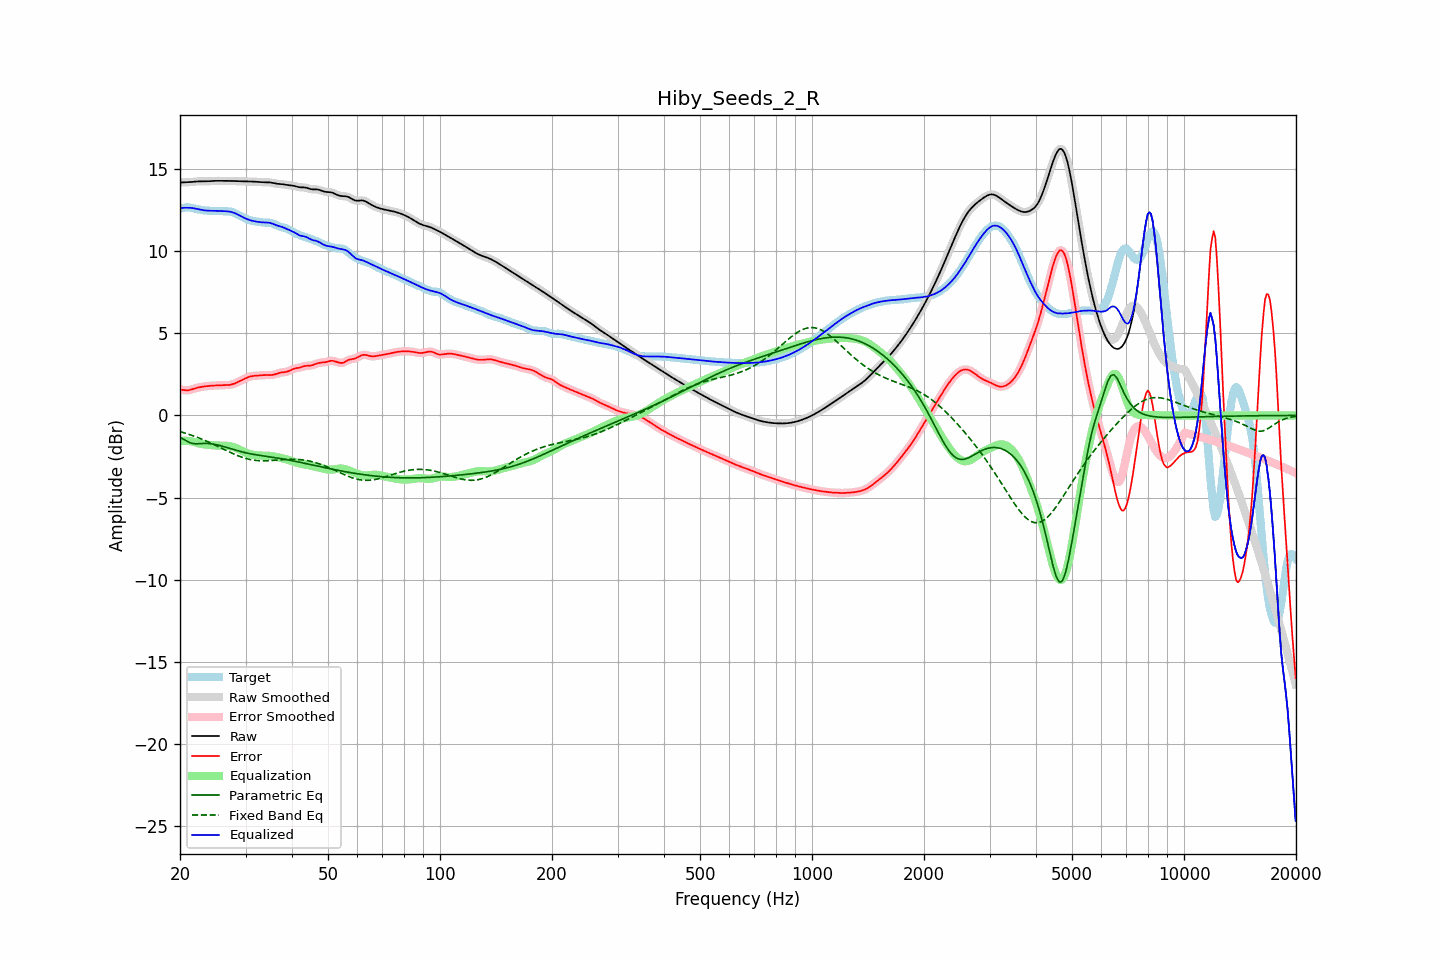 Hiby_Seeds_2_R
Amplitude (dBr)
15
10
5
0
−5
−10
−15
−20
−25
Target
Raw Smoothed
Error Smoothed
Raw
Error
Equalization
Parametric Eq
Fixed Band Eq
Equalized
20 50 100 200 500 1000 2000 5000 10000 20000
Frequency (Hz)